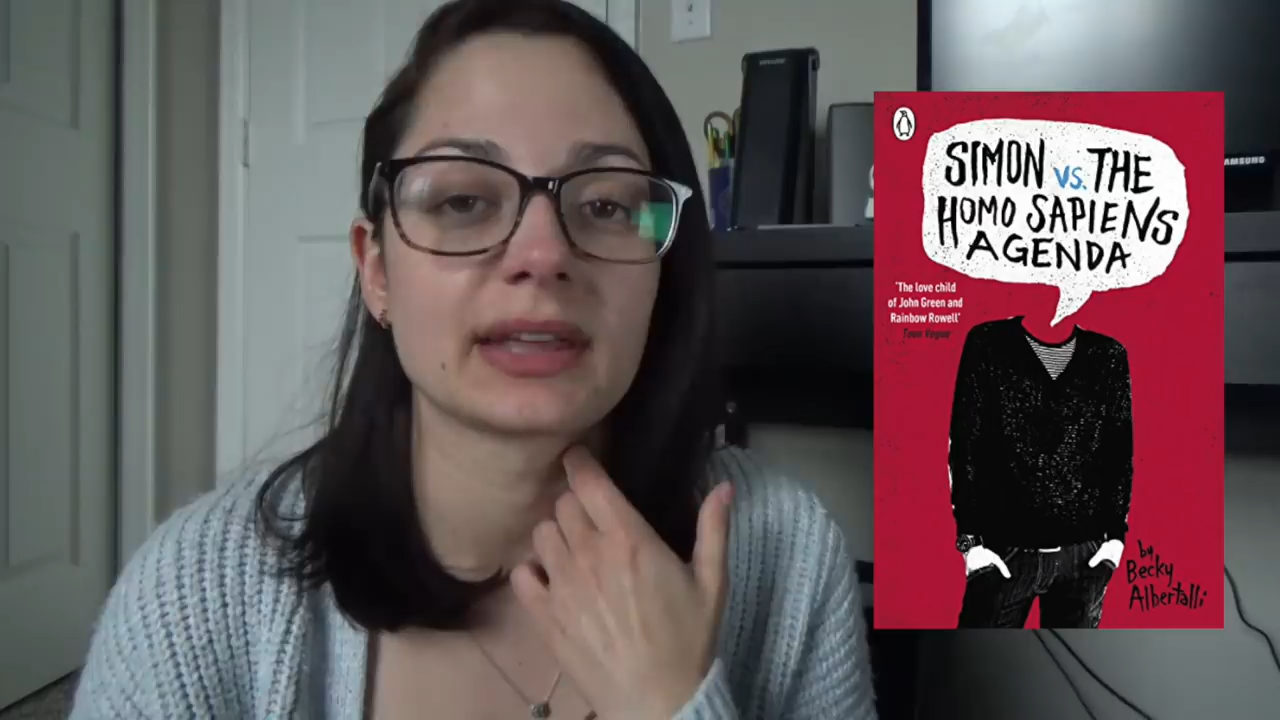 SIMON VS. THE
HOMO SAPIENS
AGENDA
'The love child
of John Green and
Rainbow Rowell'
Teen Vogue
by
Becky
Albertalli
SAMSUNG